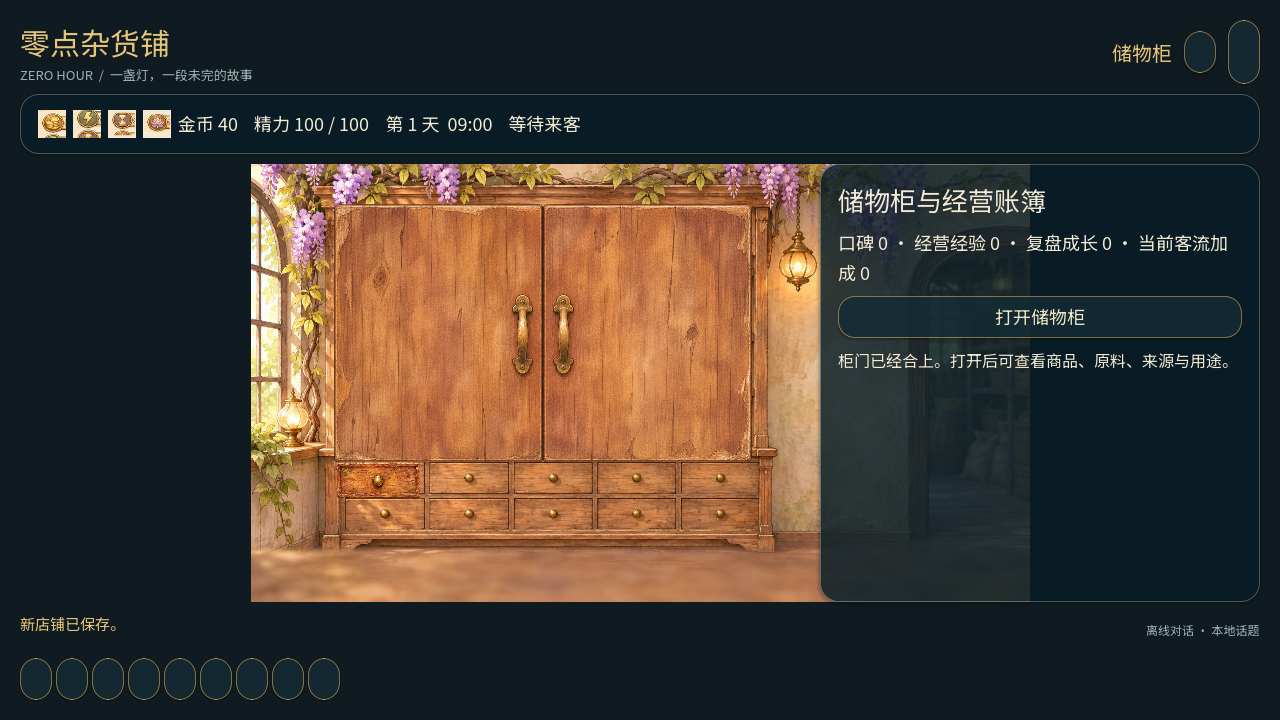 零点杂货铺
ZERO HOUR / 一盏灯，一段未完的故事
储物柜
金币 40 精力 100 / 100 第 1 天 09:00 等待来客
储物柜与经营账簿
口碑 0 · 经营经验 0 · 复盘成长 0 · 当前客流加
成 0
打开储物柜
柜门已经合上。打开后可查看商品、原料、来源与用途。
新店铺已保存。
离线对话 · 本地话题